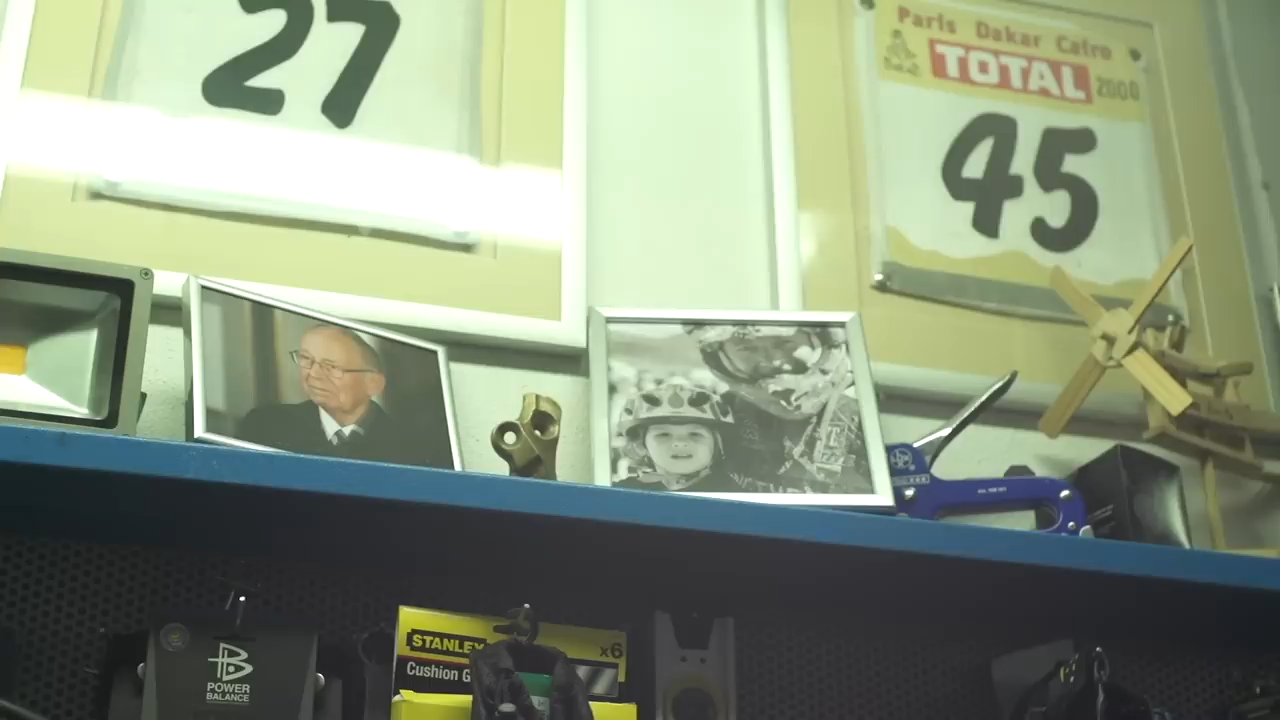 27
Paris Dakar Cairo
TOTAL 2000
45
STANLEY
x6
Cushion G
POWER
BALANCE